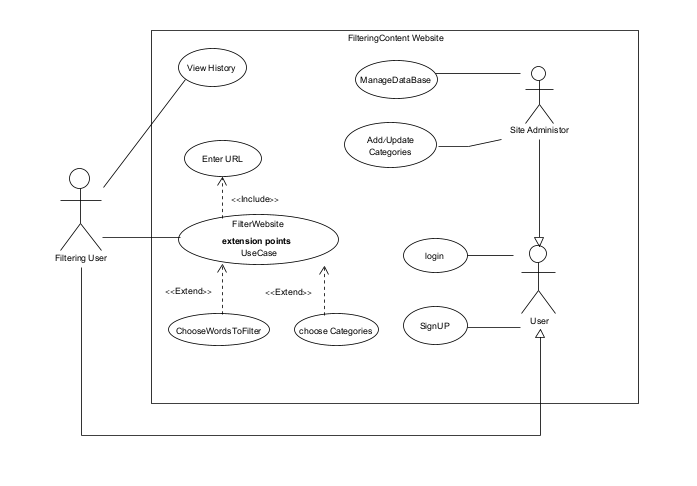 FilteringContent Website
View History
ManageDataBase
Site Administor
Add/Update
Categories
Enter URL
<<Include>>
FilterWebsite
extension points
UseCase
Filtering User
login
<<Extend>>
<<Extend>>
ChooseWordsToFilter
choose Categories
SignUP
User